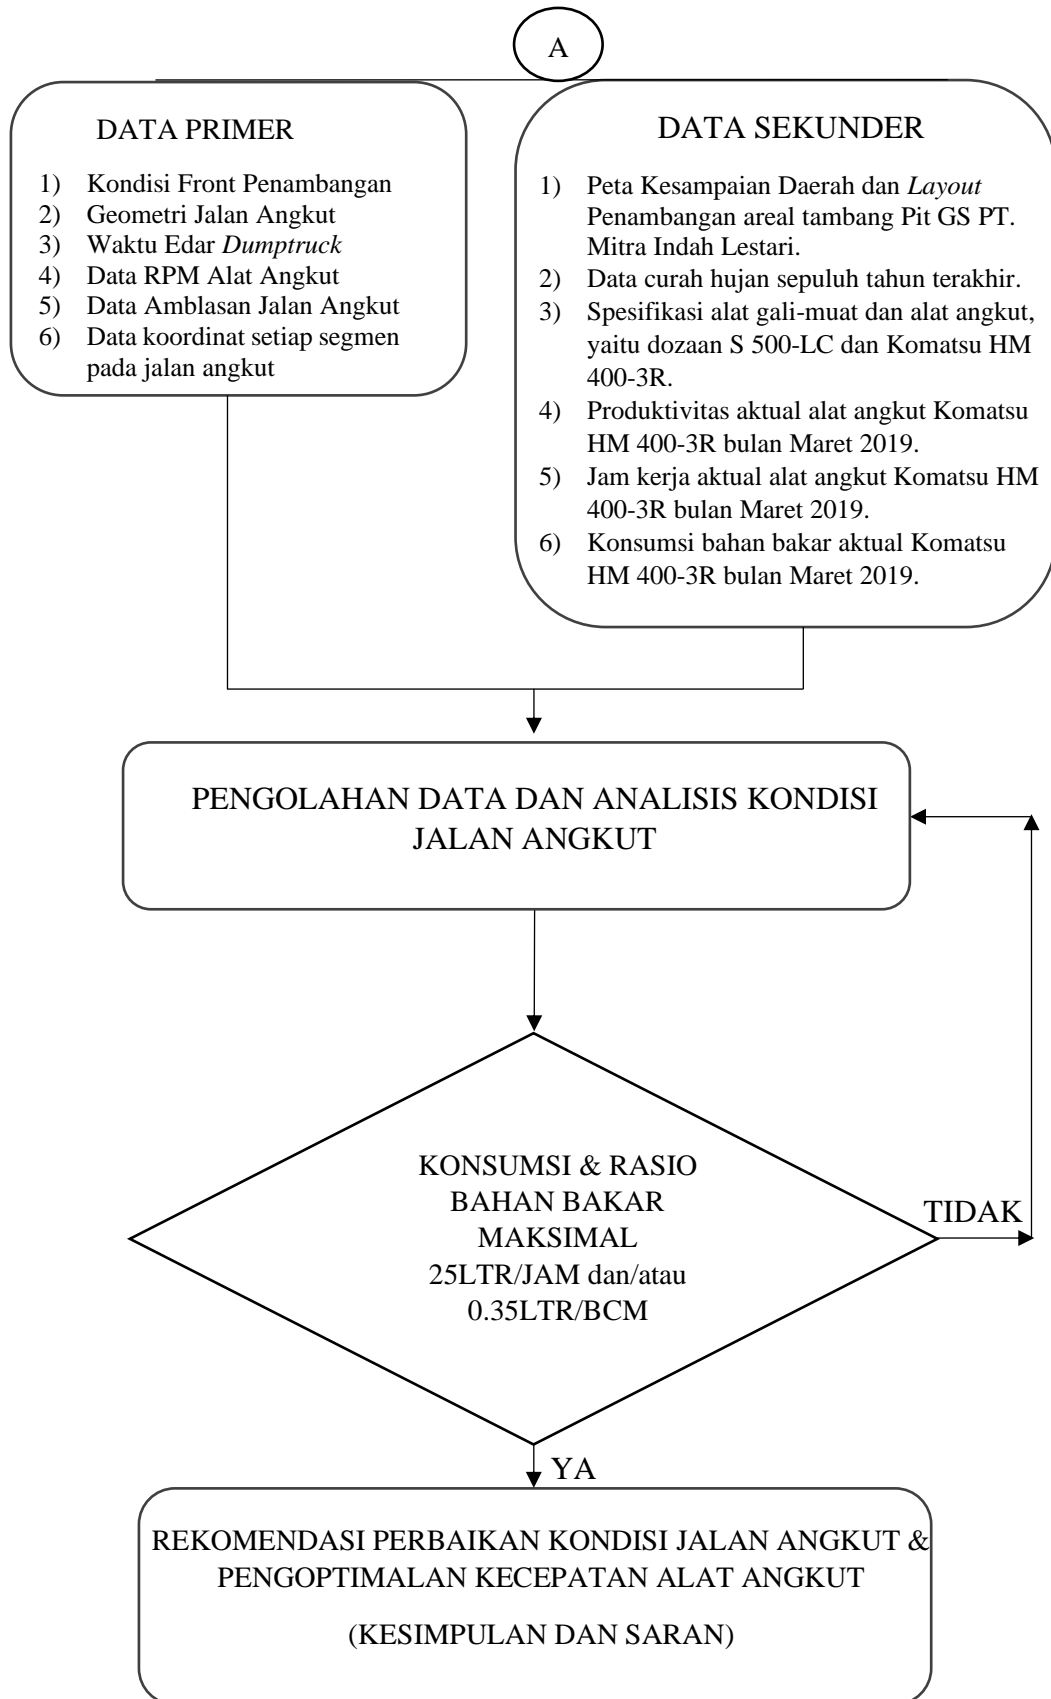 A
DATA PRIMER
1) Kondisi Front Penambangan
2) Geometri Jalan Angkut
3) Waktu Edar Dumptruck
4) Data RPM Alat Angkut
5) Data Amblasan Jalan Angkut
6) Data koordinat setiap segmen
pada jalan angkut
DATA SEKUNDER
1) Peta Kesampaian Daerah dan Layout
Penambangan areal tambang Pit GS PT.
Mitra Indah Lestari.
2) Data curah hujan sepuluh tahun terakhir.
3) Spesifikasi alat gali-muat dan alat angkut,
yaitu dozaan S 500-LC dan Komatsu HM
400-3R.
4) Produktivitas aktual alat angkut Komatsu
HM 400-3R bulan Maret 2019.
5) Jam kerja aktual alat angkut Komatsu HM
400-3R bulan Maret 2019.
6) Konsumsi bahan bakar aktual Komatsu
HM 400-3R bulan Maret 2019.
PENGOLAHAN DATA DAN ANALISIS KONDISI
JALAN ANGKUT
KONSUMSI & RASIO
BAHAN BAKAR
MAKSIMAL
25LTR/JAM dan/atau
0.35LTR/BCM
TIDAK
YA
REKOMENDASI PERBAIKAN KONDISI JALAN ANGKUT &
PENGOPTIMALAN KECEPATAN ALAT ANGKUT
(KESIMPULAN DAN SARAN)